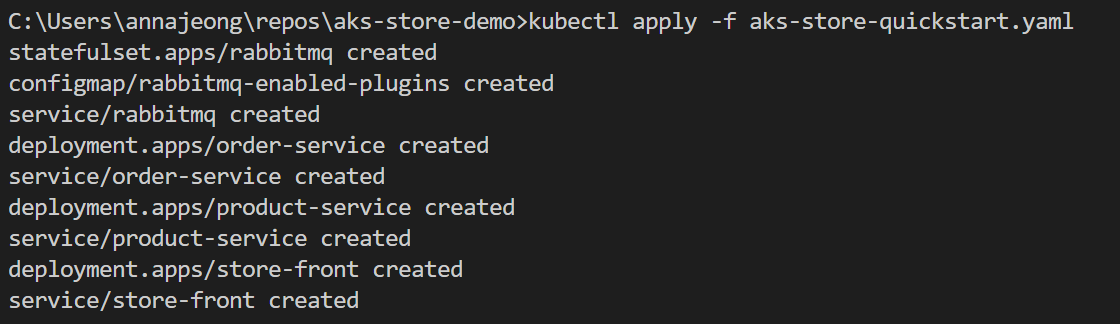 C:\Users\annajeong\repos\aks-store-demo>kubectl apply -f aks-store-quickstart.yaml
statefulset.apps/rabbitmq created
configmap/rabbitmq-enabled-plugins created
service/rabbitmq created
deployment.apps/order-service created
service/order-service created
deployment.apps/product-service created
service/product-service created
deployment.apps/store-front created
service/store-front created